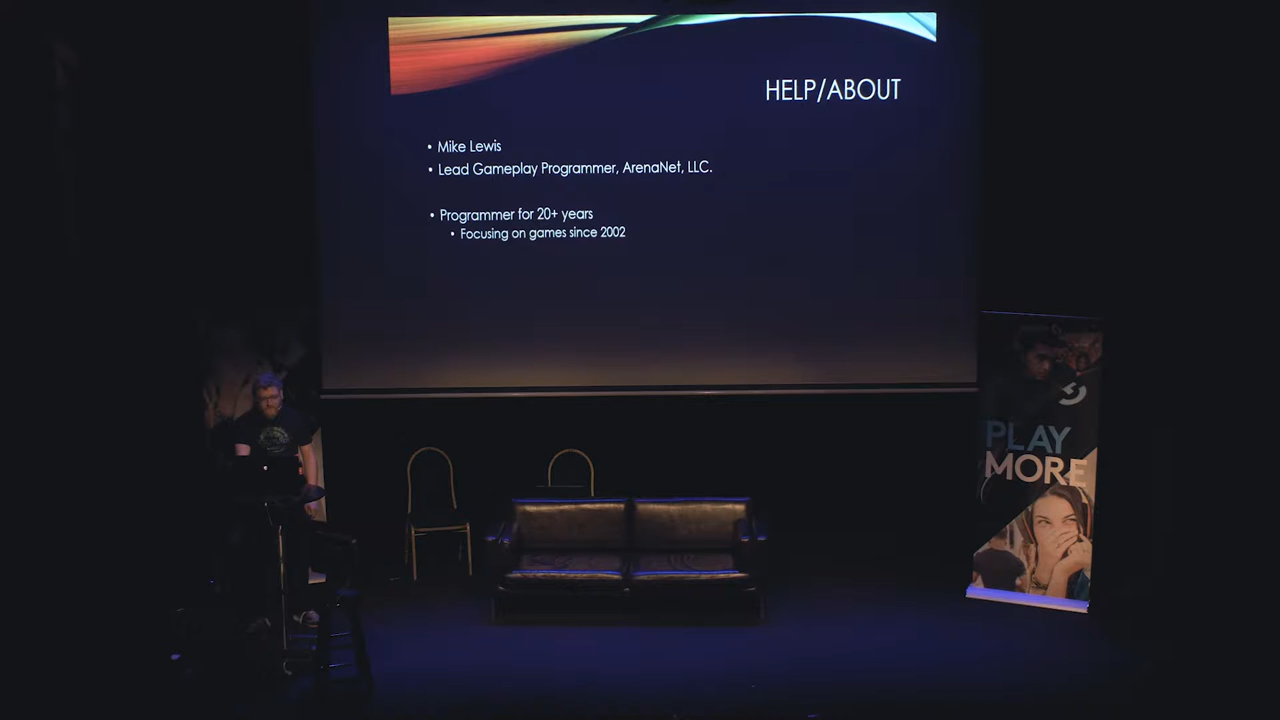 HELP/ABOUT
• Mike Lewis
• Lead Gameplay Programmer, ArenaNet, LLC.
• Programmer for 20+ years
• Focusing on games since 2002
PLAY
MORE